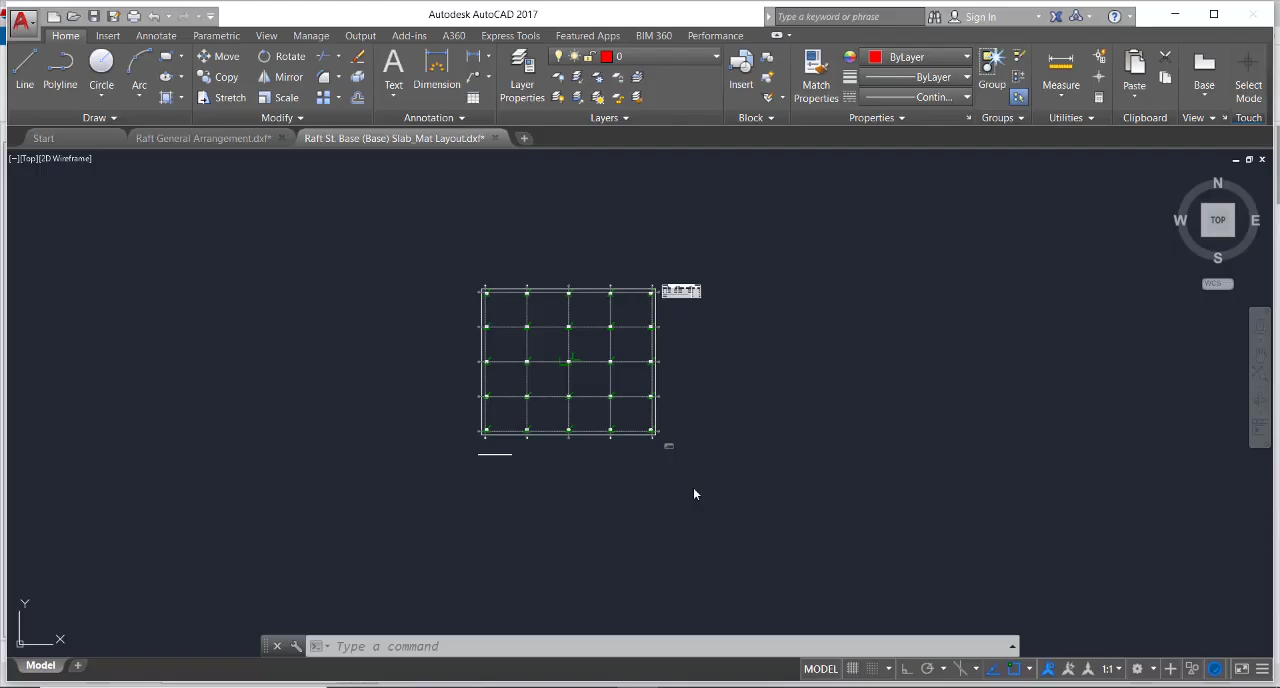 Autodesk AutoCAD 2017
Type a keyword or phrase
Sign In
Home Insert Annotate Parametric View Manage Output Add-ins A360 Express Tools Featured Apps BIM 360 Performance
Line Polyline Circle Arc
Move Rotate
Copy Mirror
Stretch Scale
Text Dimension
Layer Properties
0
Insert
Match Properties
ByLayer
ByLayer
Contin...
Group
Measure
Paste
Base
Select Mode
Draw Modify Annotation Layers Block Properties Groups Utilities Clipboard View Touch
Start Raft General Arrangement.dxf* Raft St. Base (Base) Slab_Mat Layout.dxf*
[−][Top][2D Wireframe]
N
W TOP E
S
WCS
Y
X
Type a command
Model
MODEL 1:1